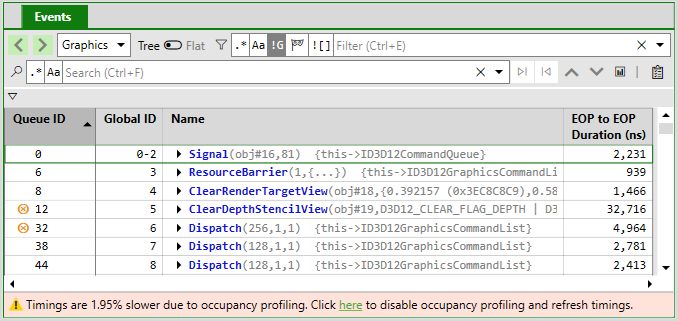 Events
Graphics Tree Flat .* Aa !G ![] Filter (Ctrl+E)
.* Aa Search (Ctrl+F)
Queue ID Global ID Name EOP to EOP Duration (ns)
0 0-2 Signal(obj#16,81) {this->ID3D12CommandQueue} 2,231
6 3 ResourceBarrier(1,{...}) {this->ID3D12GraphicsCommandLi 939
8 4 ClearRenderTargetView(obj#18,{0.392157 (0x3EC8C8C9),0.58 1,466
12 5 ClearDepthStencilView(obj#19,D3D12_CLEAR_FLAG_DEPTH | D3 32,716
32 6 Dispatch(256,1,1) {this->ID3D12GraphicsCommandList} 4,964
38 7 Dispatch(128,1,1) {this->ID3D12GraphicsCommandList} 2,781
44 8 Dispatch(128,1,1) {this->ID3D12GraphicsCommandList} 2,413
Timings are 1.95% slower due to occupancy profiling. Click here to disable occupancy profiling and refresh timings.